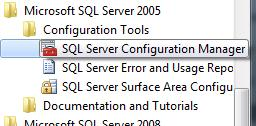 Microsoft SQL Server 2005
Configuration Tools
SQL Server Configuration Manager
SQL Server Error and Usage Repo
SQL Server Surface Area Configu
Documentation and Tutorials
Microsoft SQL Server 2008